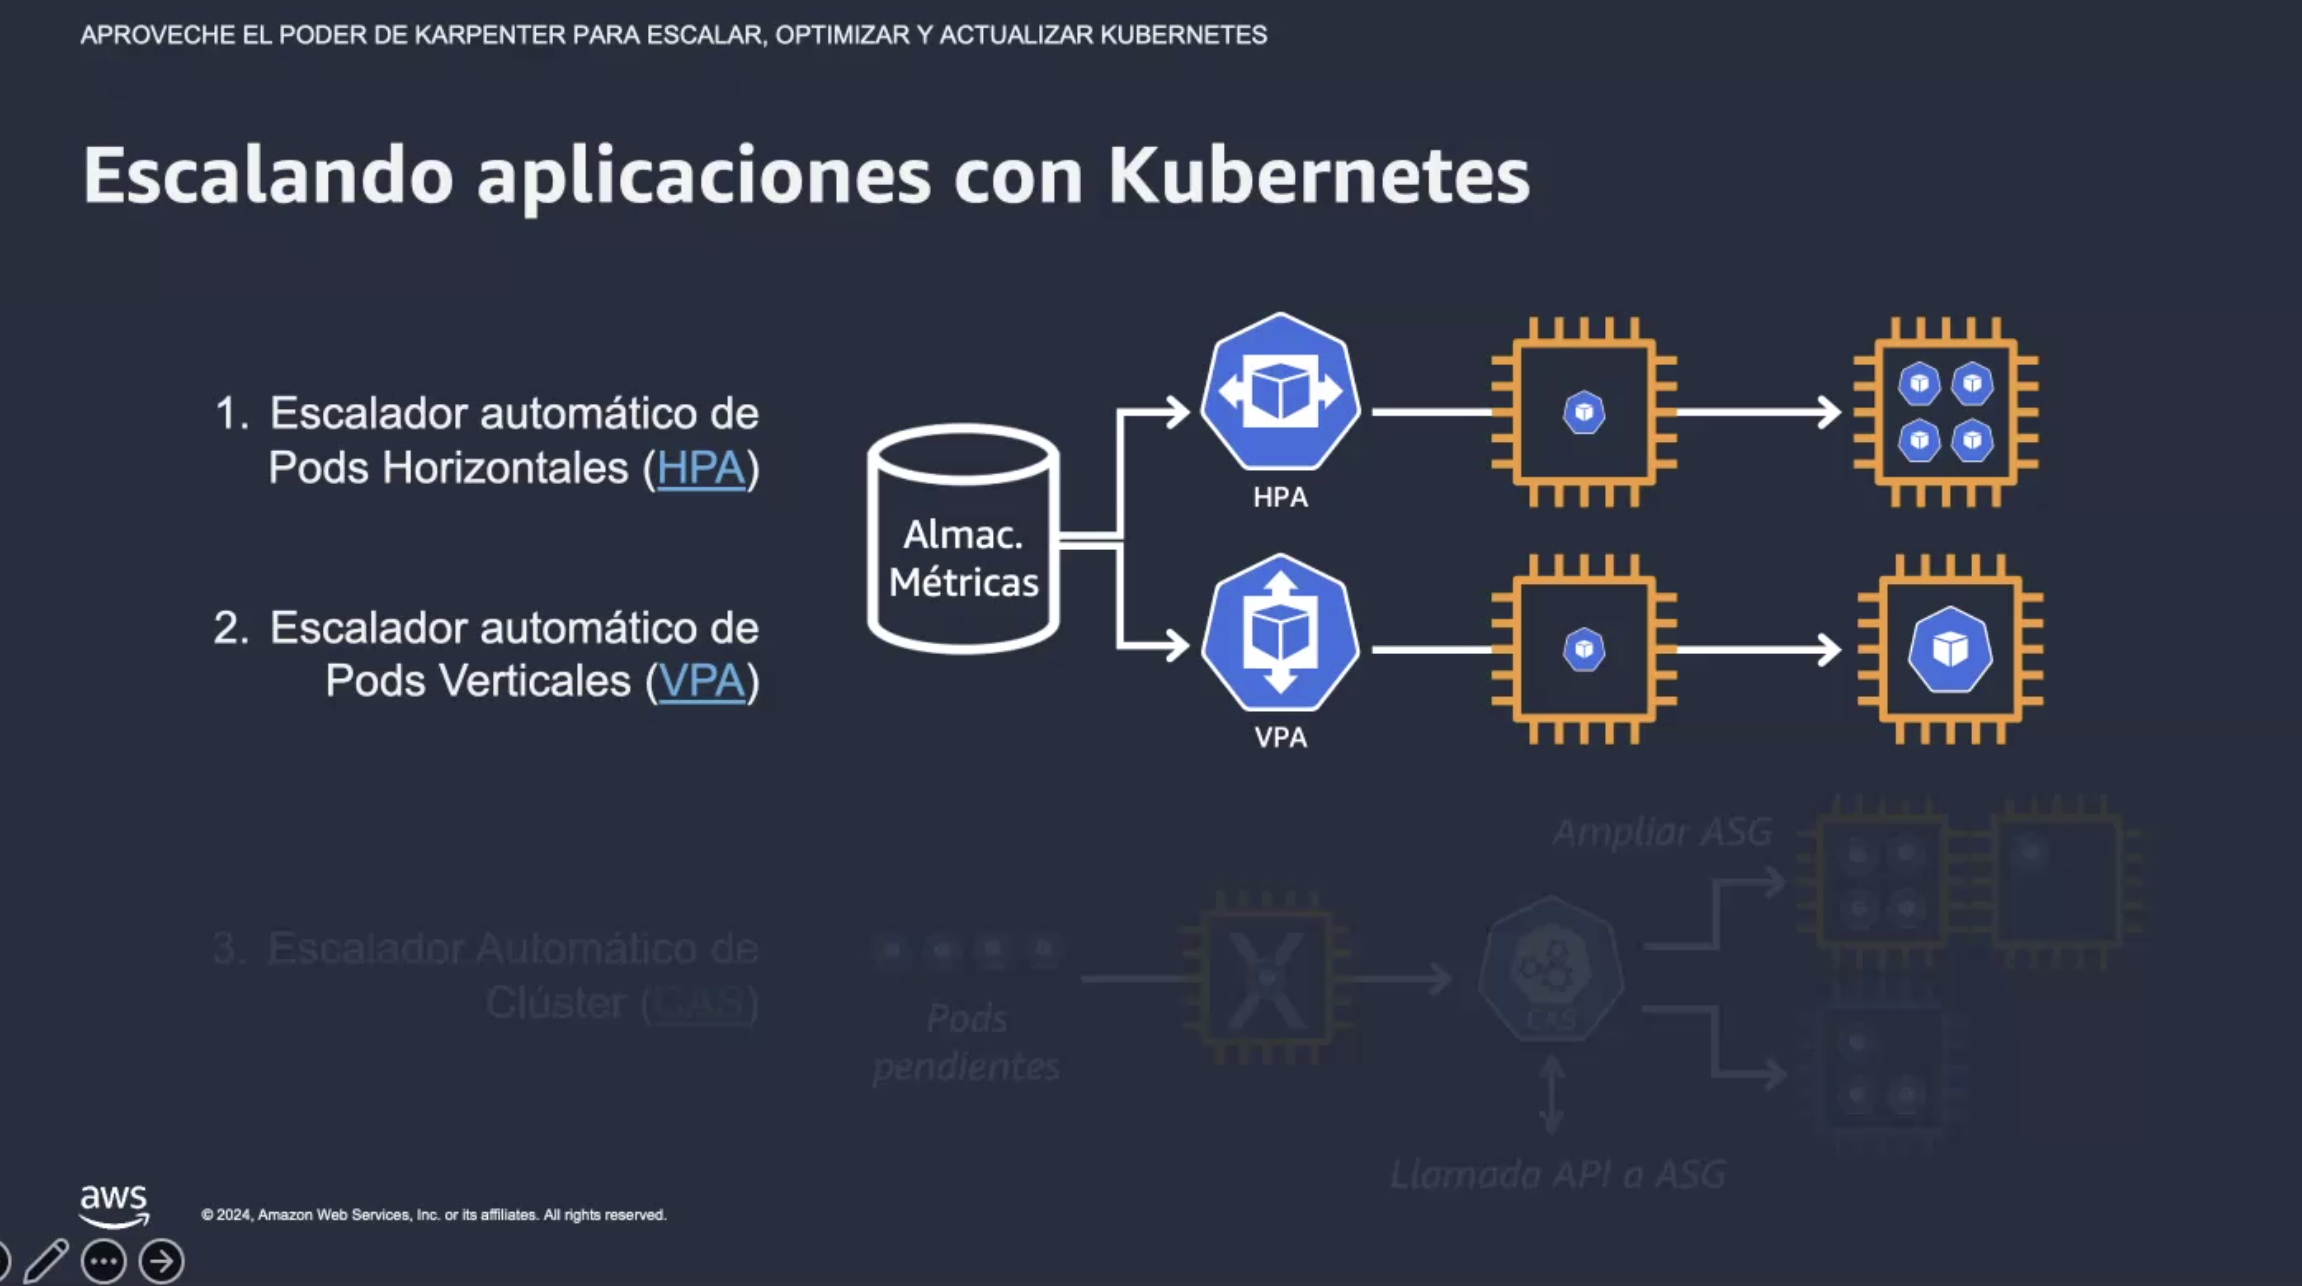 APROVECHE EL PODER DE KARPENTER PARA ESCALAR, OPTIMIZAR Y ACTUALIZAR KUBERNETES
Escalando aplicaciones con Kubernetes
1. Escalador automático de
Pods Horizontales (HPA)
2. Escalador automático de
Pods Verticales (VPA)
Almac.
Métricas
HPA
VPA
3. Escalador Automático de
Clúster (CAS)
Pods
pendientes
CAS
Ampliar ASG
Llamada API a ASG
aws
© 2024, Amazon Web Services, Inc. or its affiliates. All rights reserved.